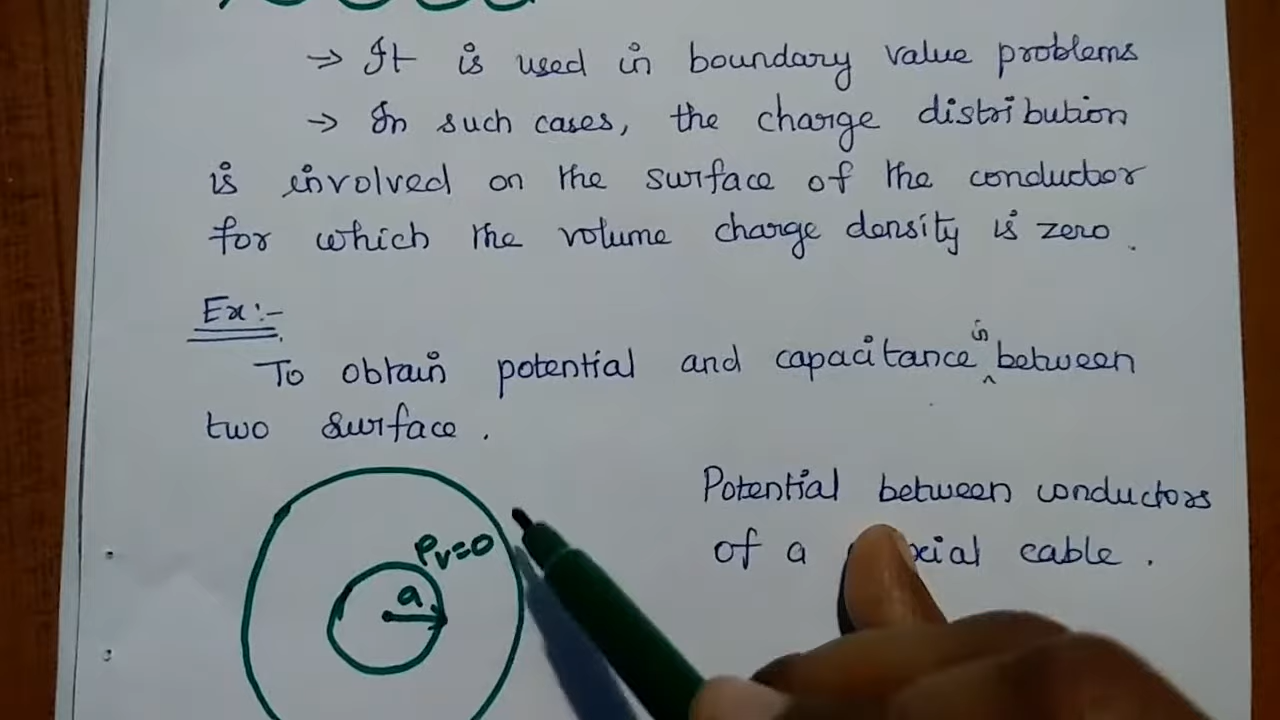 → It is used in boundary value problems
→ In such cases, the charge distribution
is involved on the surface of the conductor
for which the volume charge density is zero.
Ex:-
To obtain potential and capacitance in between
two surface.
Potential between conductors
of a cable.
ρv=0
a